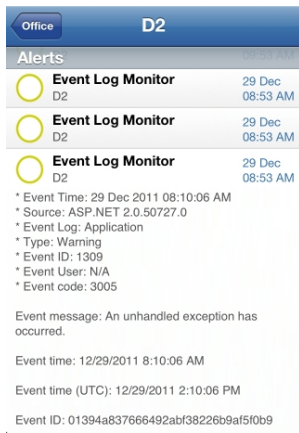 Office
D2
09:53 AM
Alerts
Event Log Monitor
29 Dec
D2
08:53 AM
Event Log Monitor
29 Dec
D2
08:53 AM
Event Log Monitor
29 Dec
D2
08:53 AM
* Event Time: 29 Dec 2011 08:10:06 AM
* Source: ASP.NET 2.0.50727.0
* Event Log: Application
* Type: Warning
* Event ID: 1309
* Event User: N/A
* Event code: 3005
Event message: An unhandled exception has
occurred.
Event time: 12/29/2011 8:10:06 AM
Event time (UTC): 12/29/2011 2:10:06 PM
Event ID: 01394a837666492abf38226b9af5f0b9